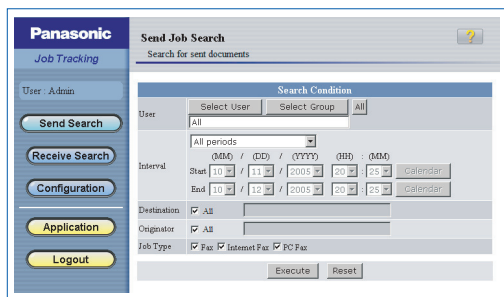 Panasonic
Job Tracking
User : Admin
Send Search
Receive Search
Configuration
Application
Logout
Send Job Search
Search for sent documents
?
Search Condition
User
Select User
Select Group
All
All
Interval
All periods
(MM) / (DD) / (YYYY) (HH) : (MM)
Start 10 / 11 / 2005 20 : 25 Calendar
End 10 / 12 / 2005 20 : 25 Calendar
Destination All
Originator All
Job Type Fax Internet Fax PC Fax
Execute Reset